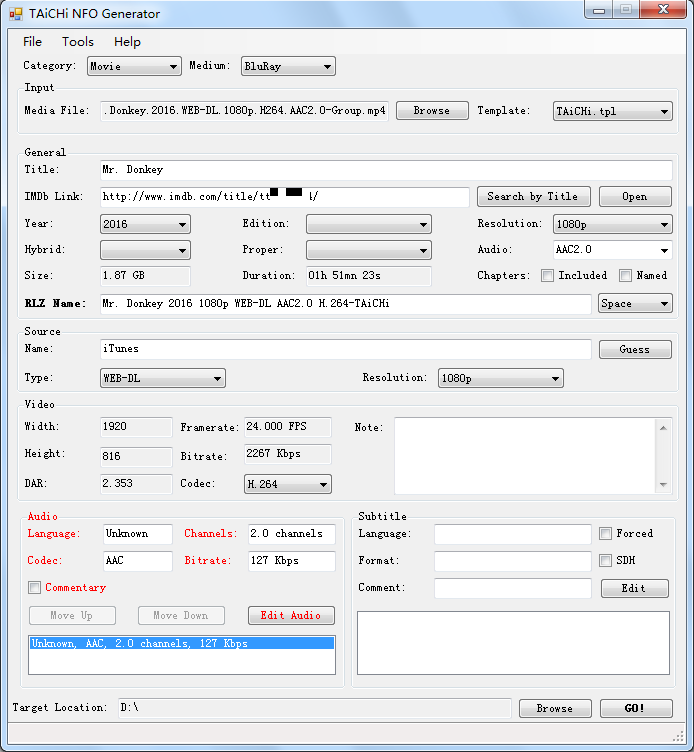 TAiCHi NFO Generator
File Tools Help
Category: Movie Medium: BluRay
Input
Media File: .Donkey.2016.WEB-DL.1080p.H264.AAC2.0-Group.mp4 Browse Template: TAiCHi.tpl
General
Title: Mr. Donkey
IMDb Link: http://www.imdb.com/title/tt / Search by Title Open
Year: 2016 Edition: Resolution: 1080p
Hybrid: Proper: Audio: AAC2.0
Size: 1.87 GB Duration: 01h 51mn 23s Chapters: Included Named
RLZ Name: Mr. Donkey 2016 1080p WEB-DL AAC2.0 H.264-TAiCHi Space
Source
Name: iTunes Guess
Type: WEB-DL Resolution: 1080p
Video
Width: 1920 Framerate: 24.000 FPS Note:
Height: 816 Bitrate: 2267 Kbps
DAR: 2.353 Codec: H.264
Audio Subtitle
Language: Unknown Channels: 2.0 channels Language: Forced
Codec: AAC Bitrate: 127 Kbps Format: SDH
Commentary Comment: Edit
Move Up Move Down Edit Audio
Unknown, AAC, 2.0 channels, 127 Kbps
Target Location: D:\ Browse GO!